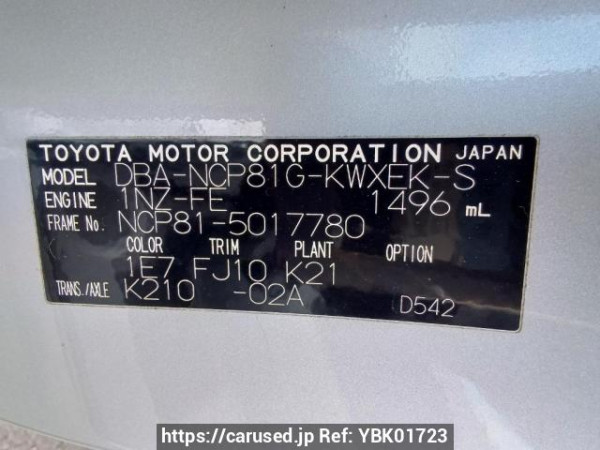 TOYOTA MOTOR CORPORATION JAPAN
MODEL DBA-NCP81G-KWXEK-S
ENGINE 1NZ-FE 1496 mL
FRAME No. NCP81-5017780
COLOR TRIM PLANT OPTION
1E7 FJ10 K21
TRANS./AXLE K210 -02A
D542
https://carused.jp Ref: YBK01723